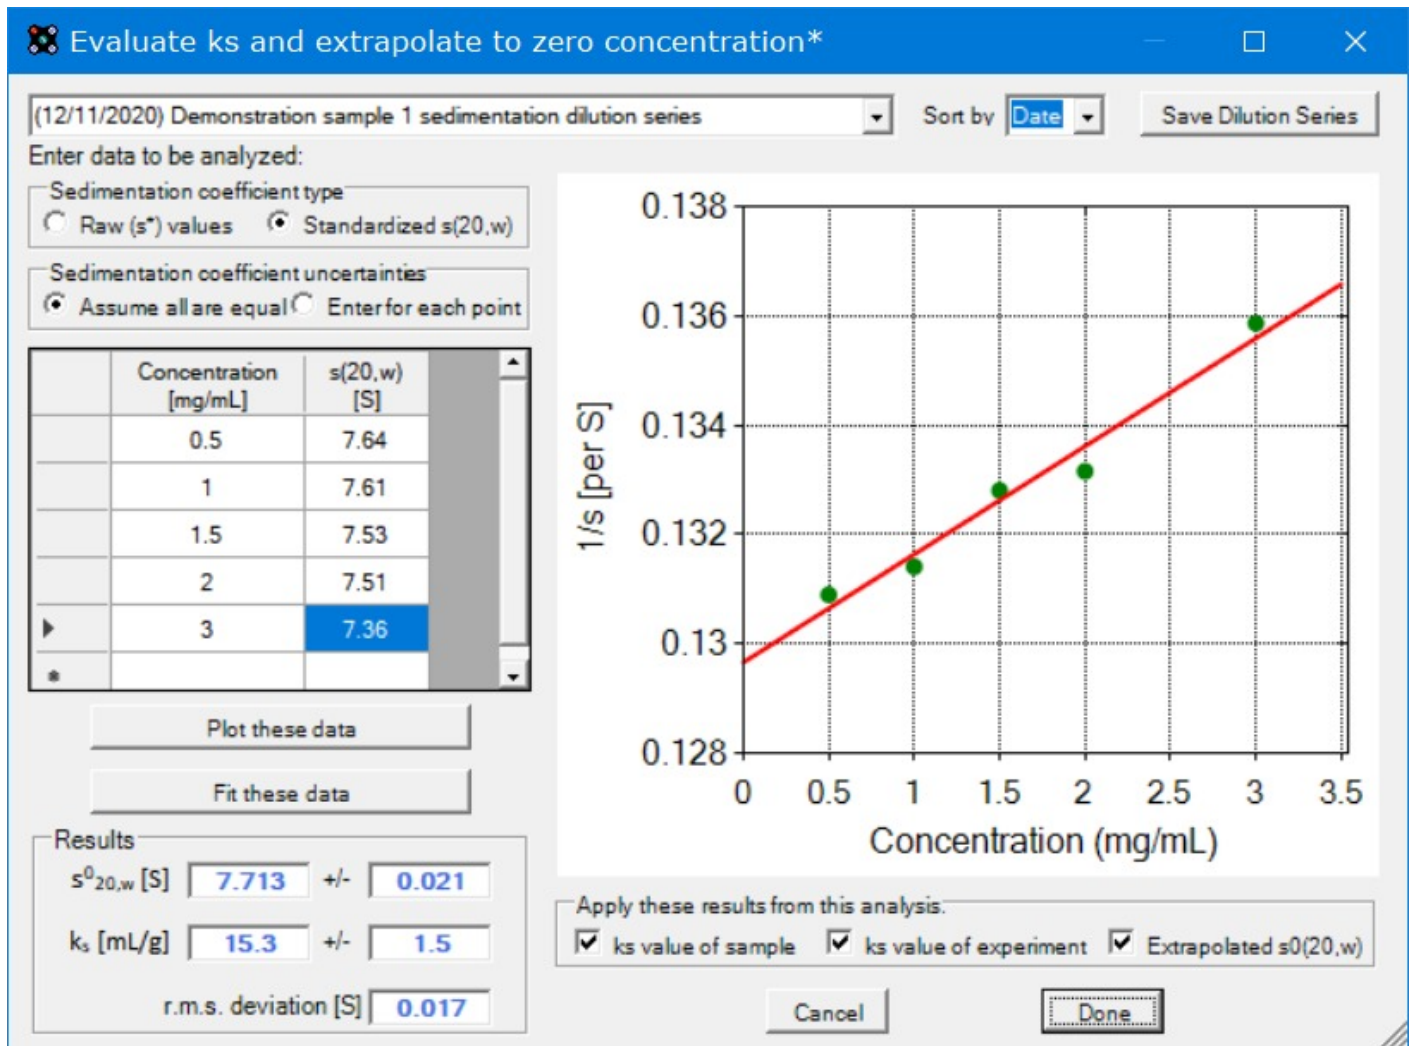 Evaluate ks and extrapolate to zero concentration*
(12/11/2020) Demonstration sample 1 sedimentation dilution series
Sort by Date
Save Dilution Series
Enter data to be analyzed:
Sedimentation coefficient type
Raw (s*) values Standardized s(20,w)
Sedimentation coefficient uncertainties
Assume all are equal Enter for each point
Concentration [mg/mL] s(20,w) [S]
0.5 7.64
1 7.61
1.5 7.53
2 7.51
3 7.36
Plot these data
Fit these data
Results
s⁰20,w [S] 7.713 +/- 0.021
ks [mL/g] 15.3 +/- 1.5
r.m.s. deviation [S] 0.017
1/s [per S]
0.138
0.136
0.134
0.132
0.13
0.128
0 0.5 1 1.5 2 2.5 3 3.5
Concentration (mg/mL)
Apply these results from this analysis:
ks value of sample ks value of experiment Extrapolated s0(20,w)
Cancel Done